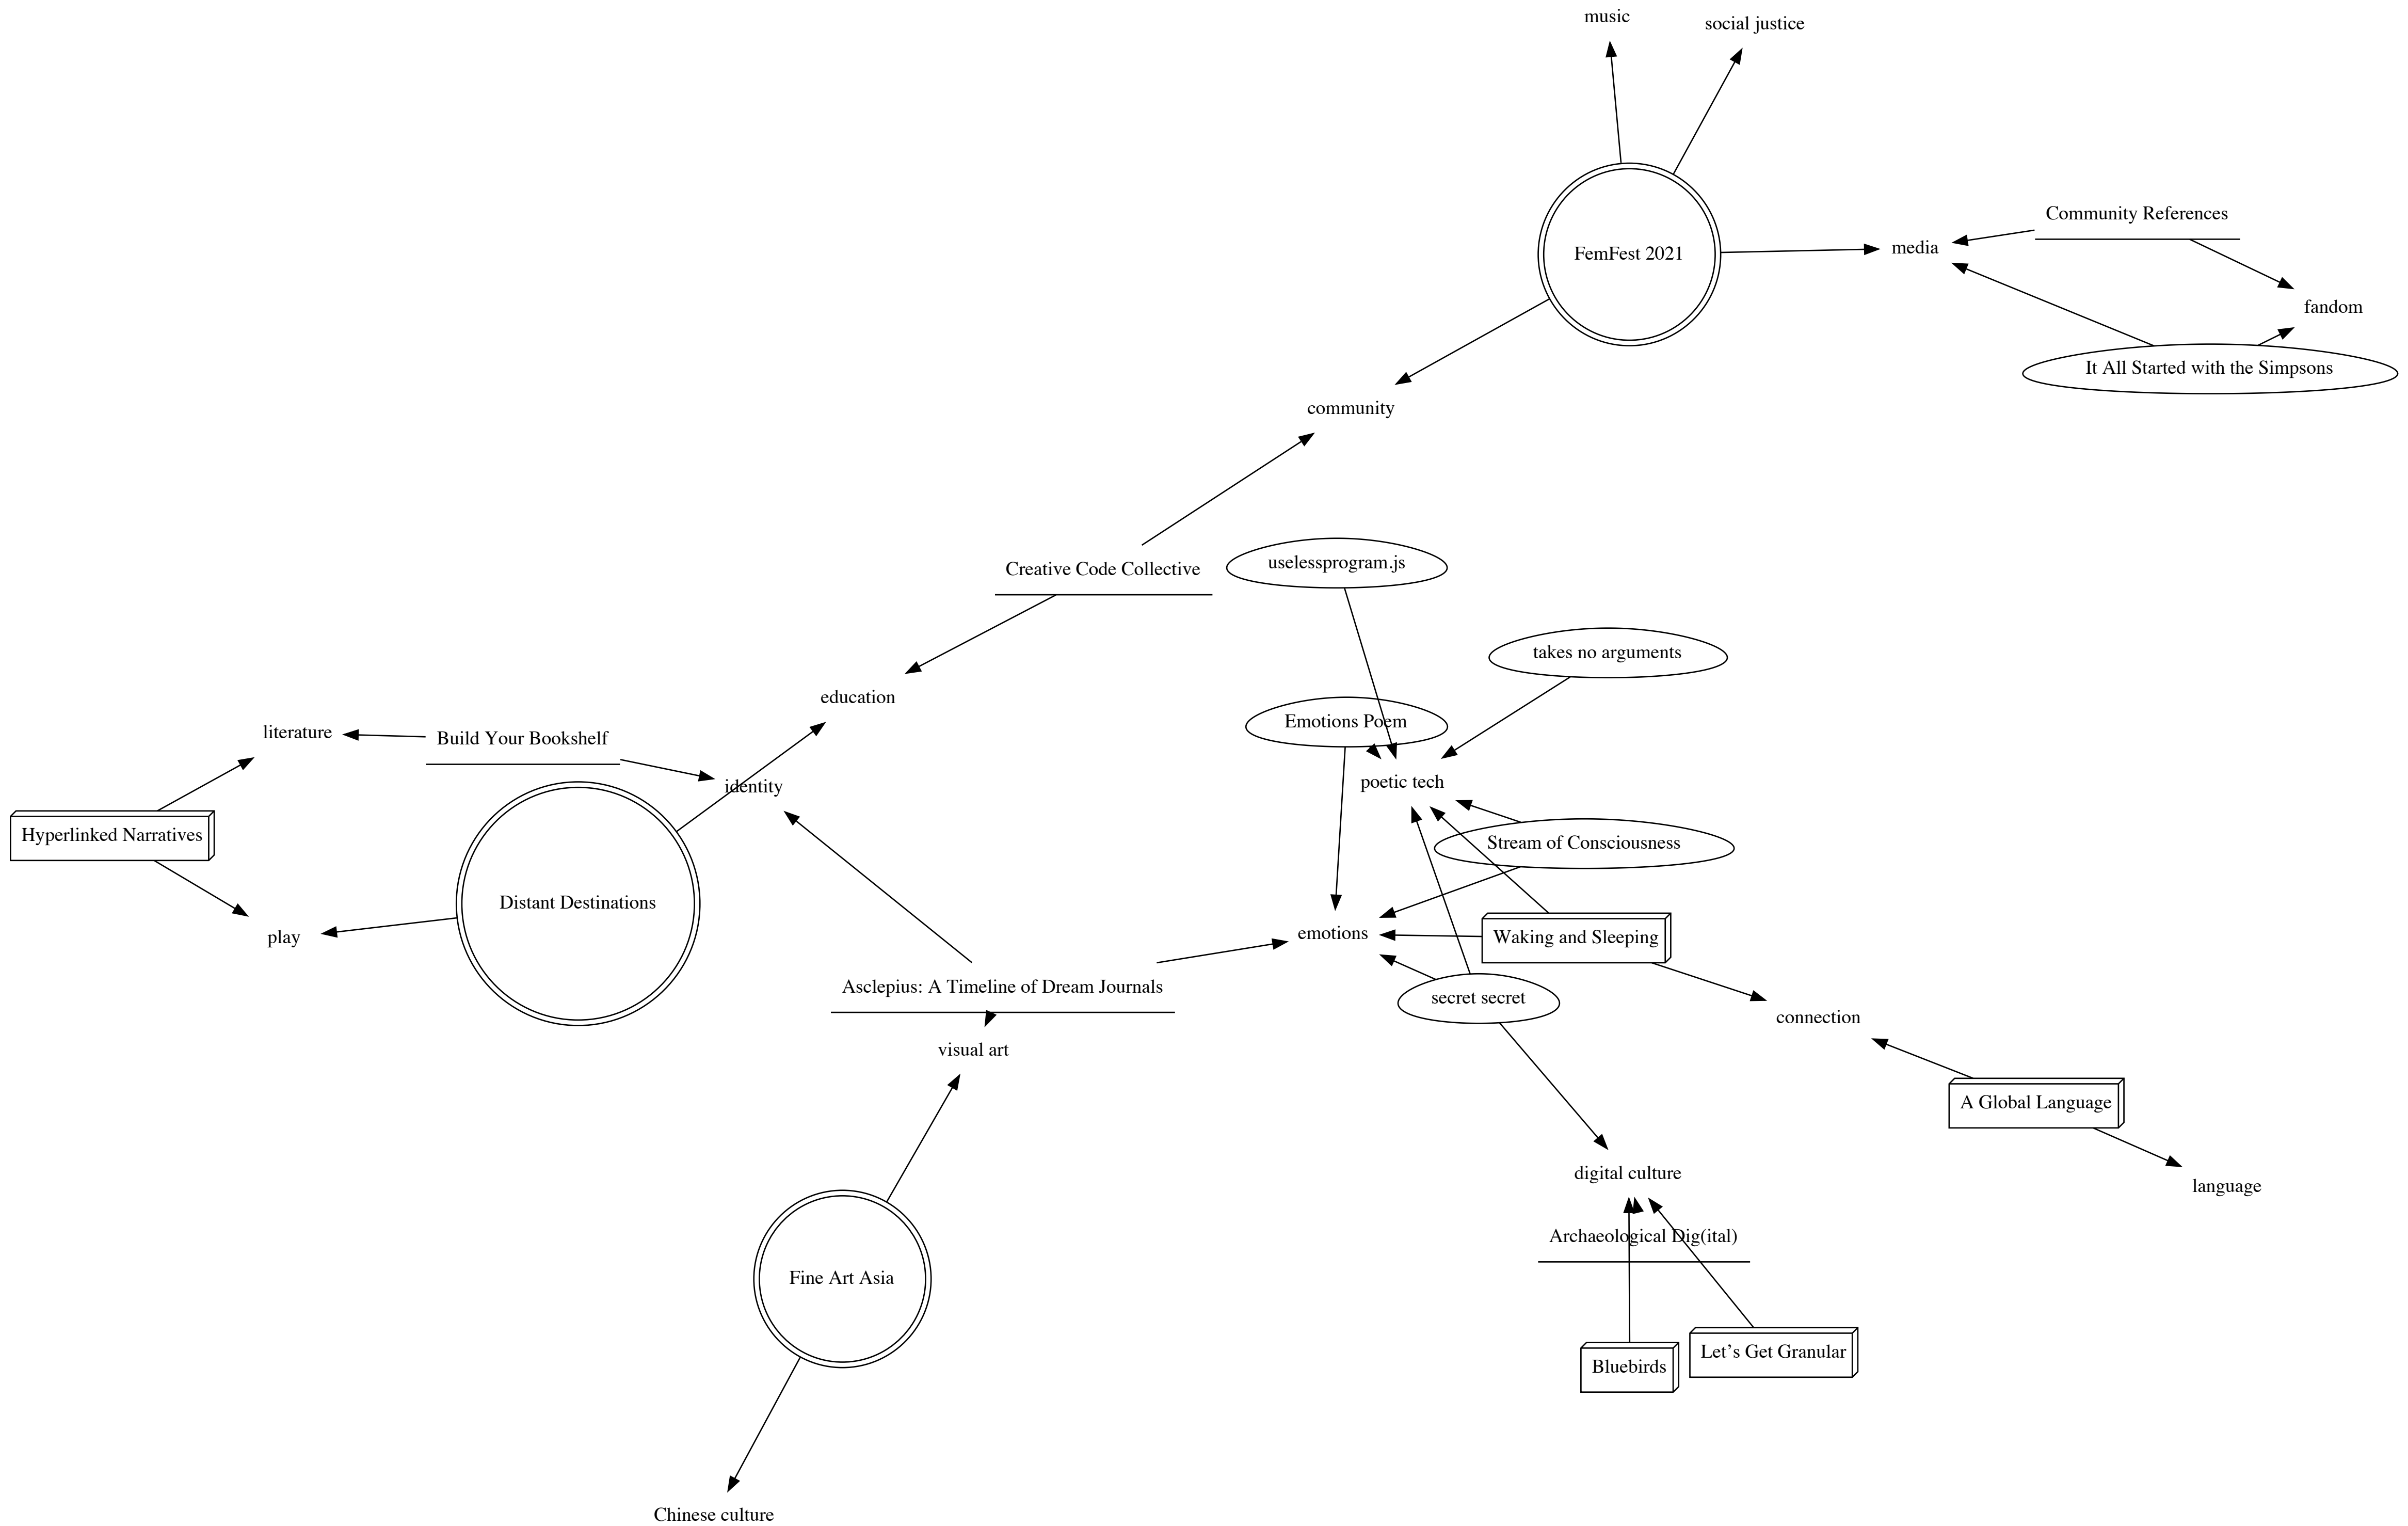 music
social justice
Community References
media
FemFest 2021
fandom
It All Started with the Simpsons
community
uselessprogram.js
Creative Code Collective
takes no arguments
education
Emotions Poem
literature
Build Your Bookshelf
poetic tech
identity
Hyperlinked Narratives
Stream of Consciousness
Distant Destinations
emotions
play
Waking and Sleeping
Asclepius: A Timeline of Dream Journals
secret secret
connection
visual art
A Global Language
digital culture
language
Archaeological Dig(ital)
Fine Art Asia
Let’s Get Granular
Bluebirds
Chinese culture